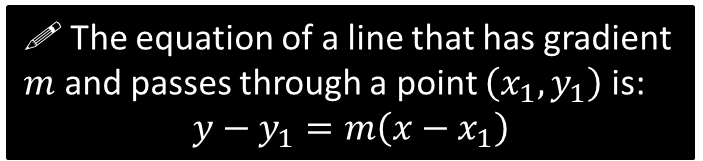 ✏ The equation of a line that has gradient
𝑚 and passes through a point (𝑥₁, 𝑦₁) is:
𝑦 − 𝑦₁ = 𝑚(𝑥 − 𝑥₁)